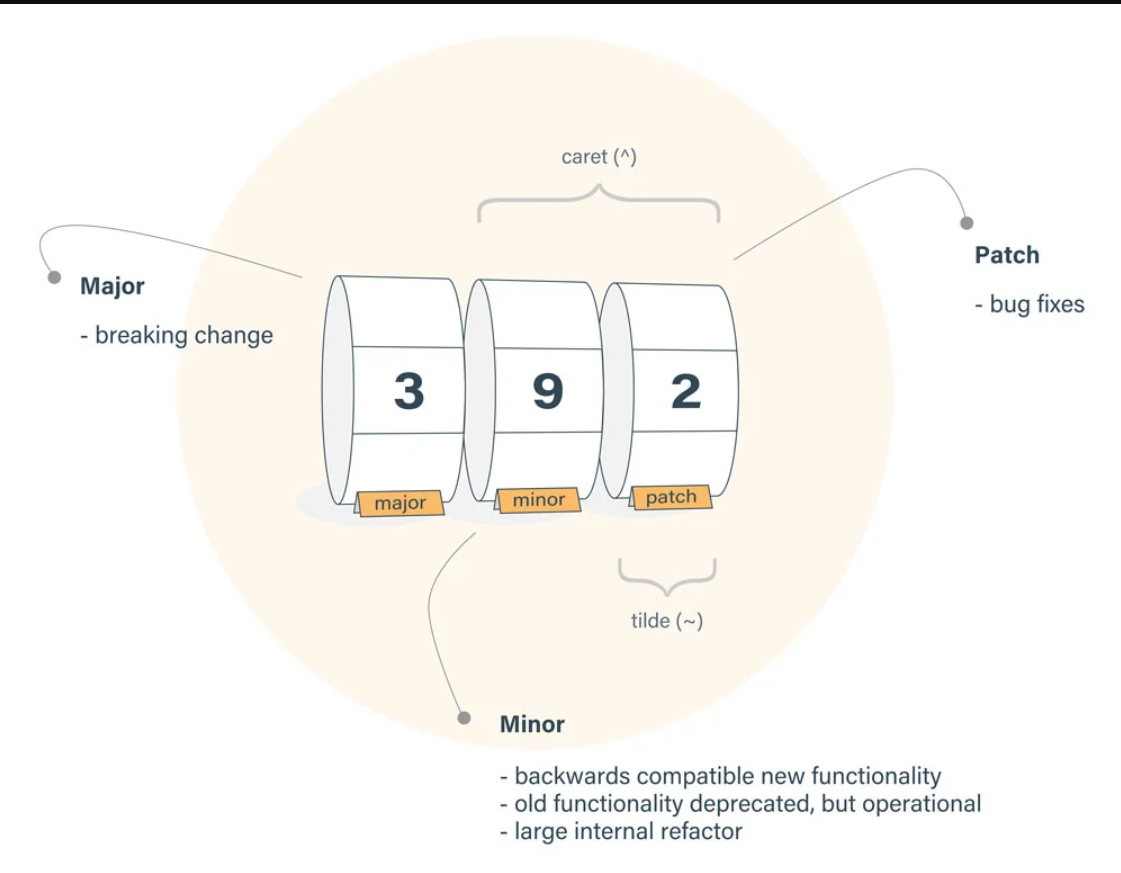 caret (^)
Major
- breaking change
Patch
- bug fixes
3 9 2
major minor patch
tilde (~)
Minor
- backwards compatible new functionality
- old functionality deprecated, but operational
- large internal refactor